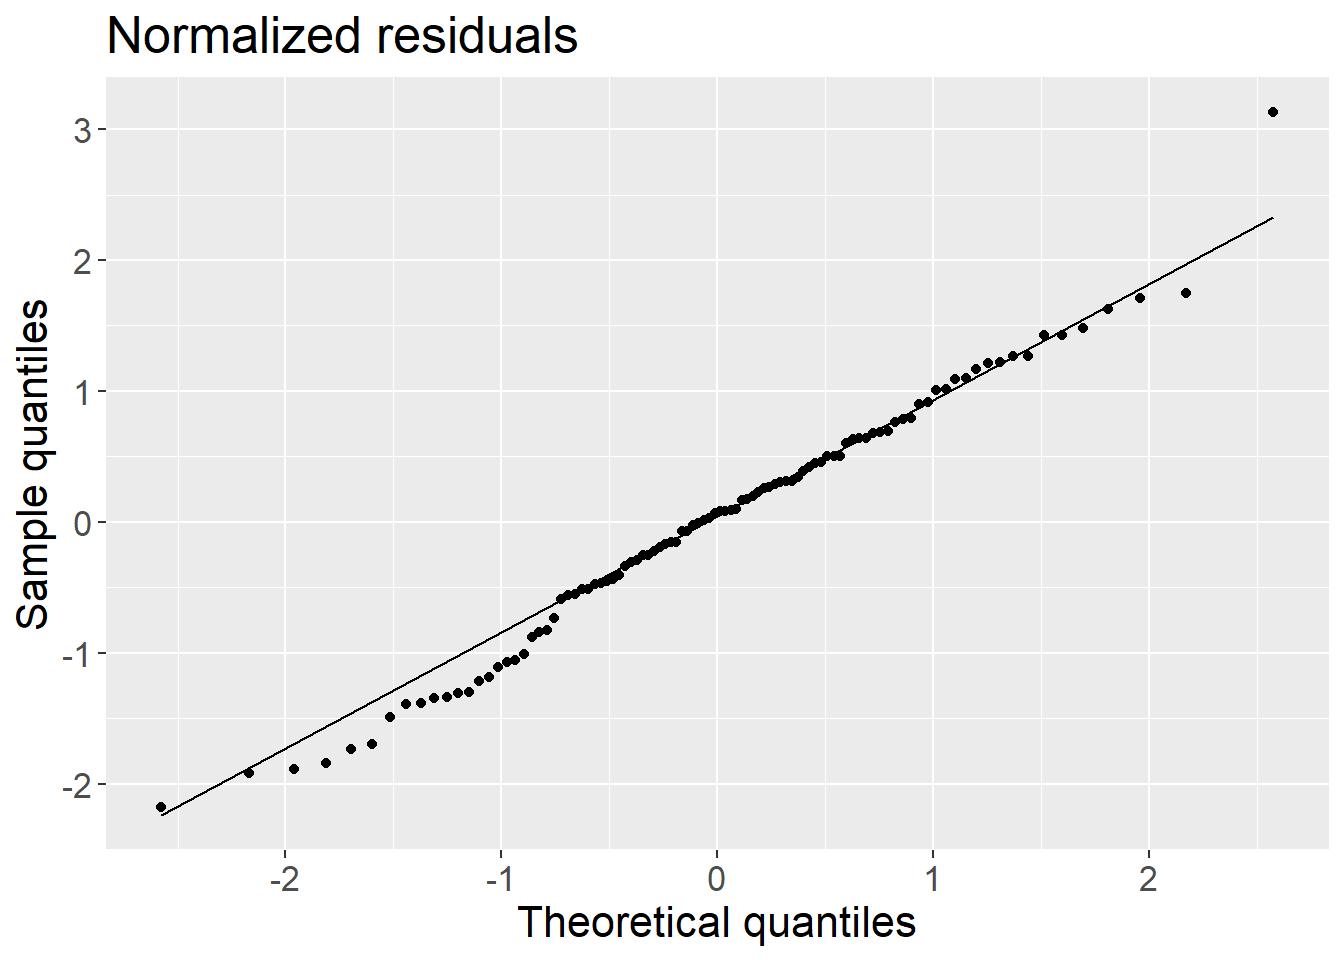 Normalized residuals
3
2
1
0
-1
-2
Sample quantiles
-2 -1 0 1 2
Theoretical quantiles